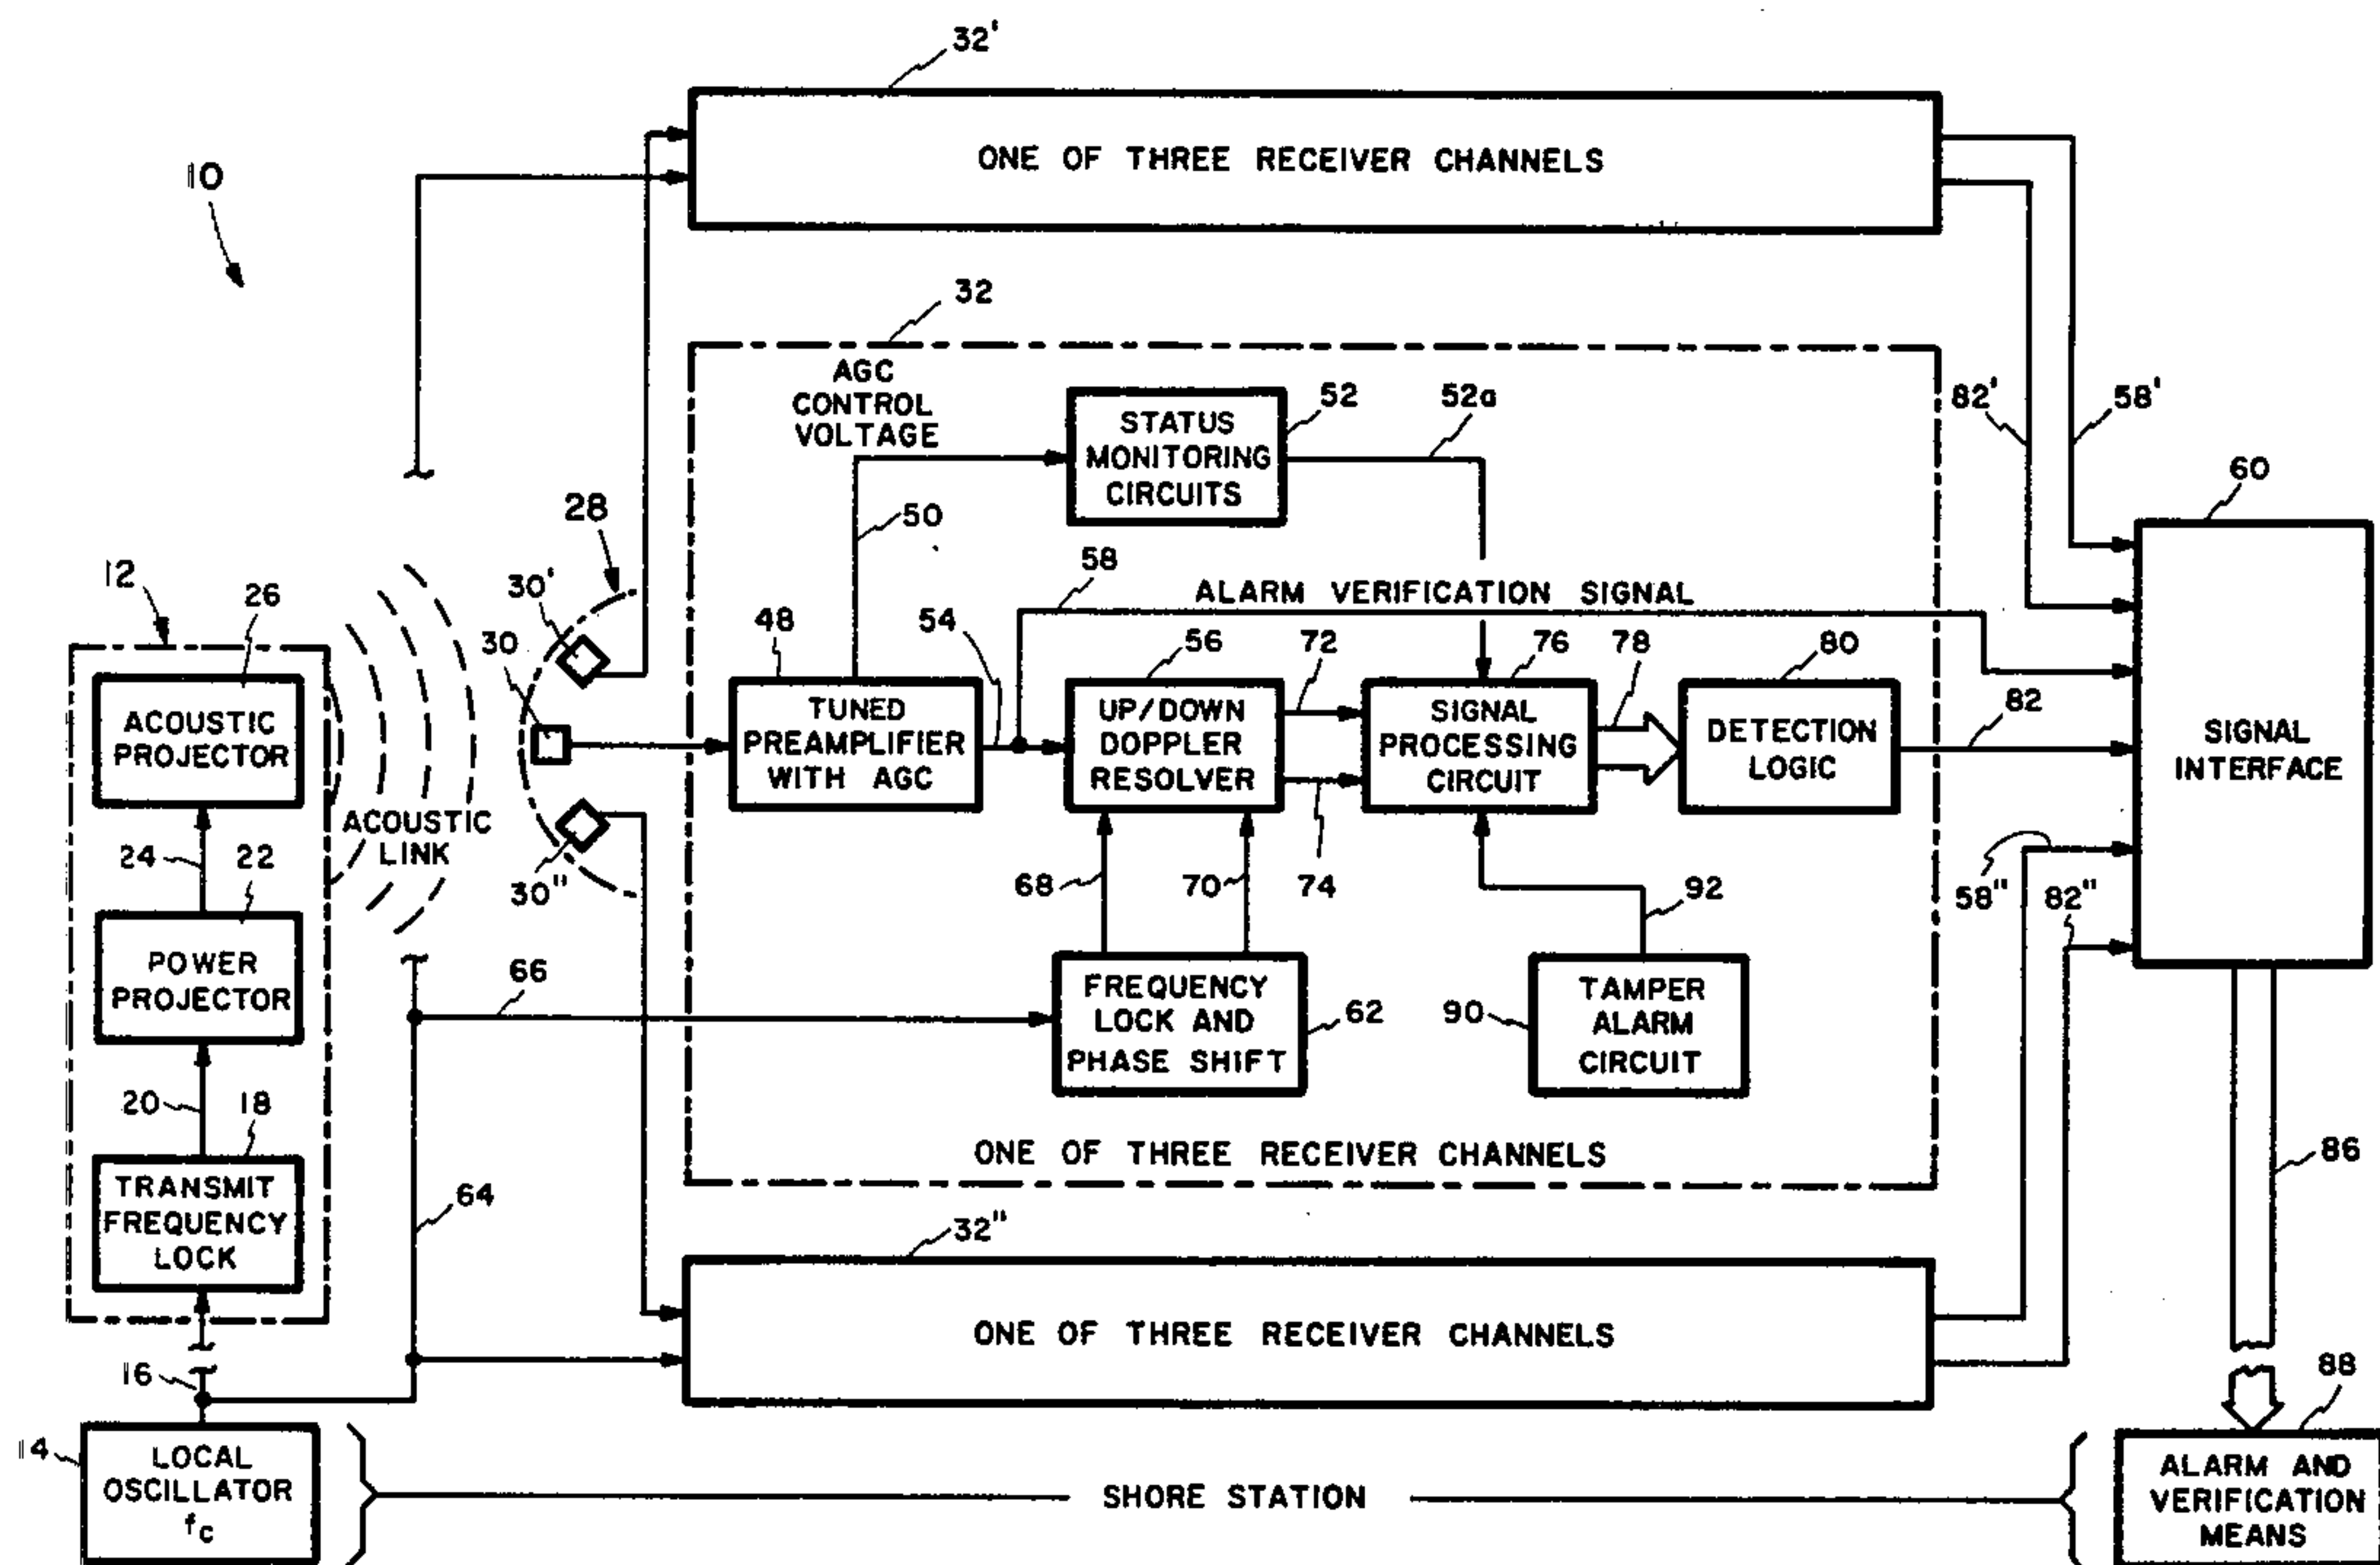 32'
ONE OF THREE RECEIVER CHANNELS
10
32
AGC
CONTROL
VOLTAGE
STATUS
MONITORING
CIRCUITS
52
52a
82'
58'
60
50
28
58
ALARM VERIFICATION SIGNAL
12
26
30'
30
48
54
56
72
76
78
80
82
ACOUSTIC
PROJECTOR
TUNED
PREAMPLIFIER
WITH AGC
UP/DOWN
DOPPLER
RESOLVER
SIGNAL
PROCESSING
CIRCUIT
DETECTION
LOGIC
SIGNAL
INTERFACE
ACOUSTIC
LINK
24
22
30"
68
70
74
92
58"
82"
POWER
PROJECTOR
66
FREQUENCY
LOCK AND
PHASE SHIFT
62
90
TAMPER
ALARM
CIRCUIT
20
18
ONE OF THREE RECEIVER CHANNELS
86
TRANSMIT
FREQUENCY
LOCK
64
32"
ONE OF THREE RECEIVER CHANNELS
16
88
14
LOCAL
OSCILLATOR
fc
SHORE STATION
ALARM AND
VERIFICATION
MEANS